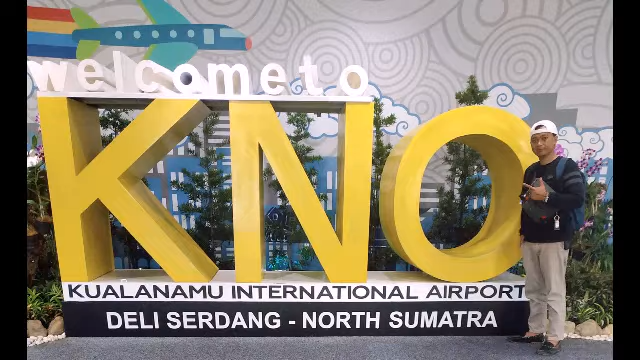 welcome to
KNO
KUALANAMU INTERNATIONAL AIRPORT
DELI SERDANG - NORTH SUMATRA